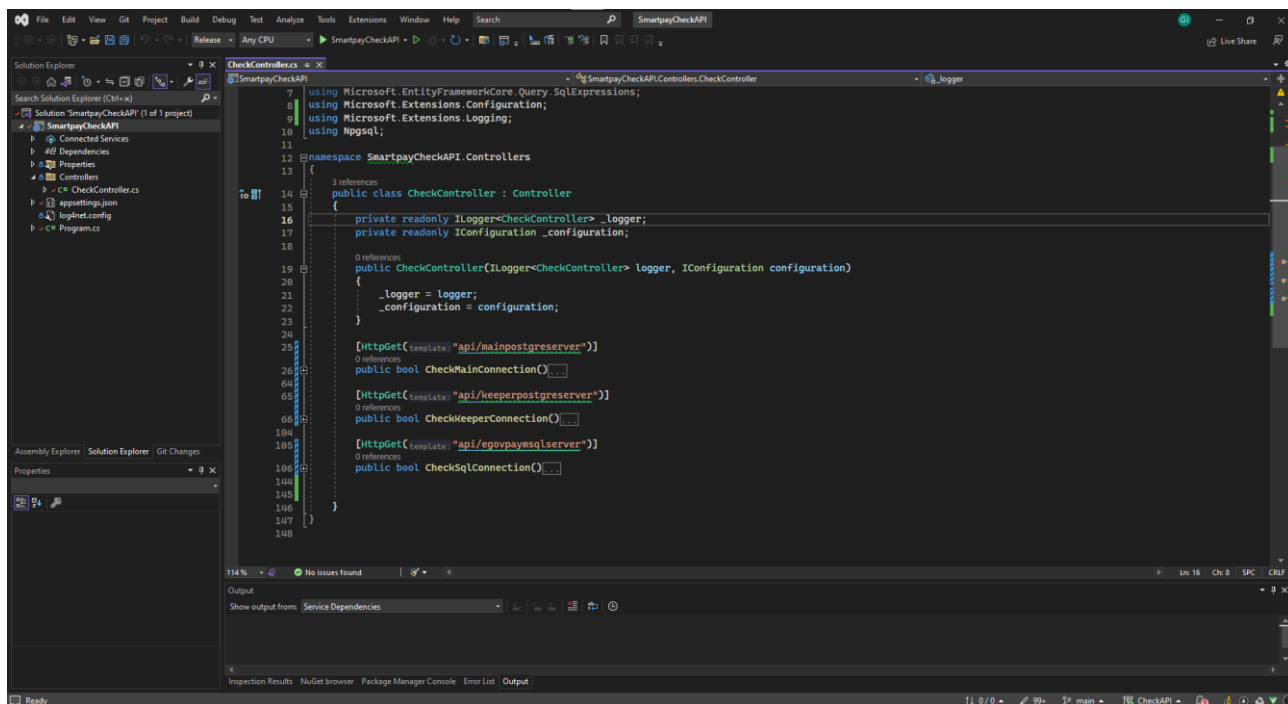 File Edit View Git Project Build Debug Test Analyze Tools Extensions Window Help Search SmartpayCheckAPI GI
Release Any CPU SmartpayCheckAPI Live Share
Solution Explorer
Search Solution Explorer (Ctrl+ж)
Solution 'SmartpayCheckAPI' (1 of 1 project)
SmartpayCheckAPI
Connected Services
Dependencies
Properties
Controllers
C# CheckController.cs
appsettings.json
log4net.config
C# Program.cs
Assembly Explorer Solution Explorer Git Changes
Properties
CheckController.cs
SmartpayCheckAPI SmartpayCheckAPI.Controllers.CheckController _logger
7 using Microsoft.EntityFrameworkCore.Query.SqlExpressions;
8 using Microsoft.Extensions.Configuration;
9 using Microsoft.Extensions.Logging;
10 using Npgsql;
11
12 namespace SmartpayCheckAPI.Controllers
13 {
3 references
14 public class CheckController : Controller
15 {
16 private readonly ILogger<CheckController> _logger;
17 private readonly IConfiguration _configuration;
18
0 references
19 public CheckController(ILogger<CheckController> logger, IConfiguration configuration)
20 {
21 _logger = logger;
22 _configuration = configuration;
23 }
24
25 [HttpGet(template: "api/mainpostgreserver")]
0 references
26 public bool CheckMainConnection()...
64
65 [HttpGet(template: "api/keeperpostgreserver")]
0 references
66 public bool CheckKeeperConnection()...
104
105 [HttpGet(template: "api/egovpaymsqlserver")]
0 references
106 public bool CheckSqlConnection()...
144
145
146 }
147 }
148
114 % No issues found Ln: 16 Ch: 8 SPC CRLF
Output
Show output from: Service Dependencies
Inspection Results NuGet browser Package Manager Console Error List Output
Ready 0 / 0 99+ main CheckAPI